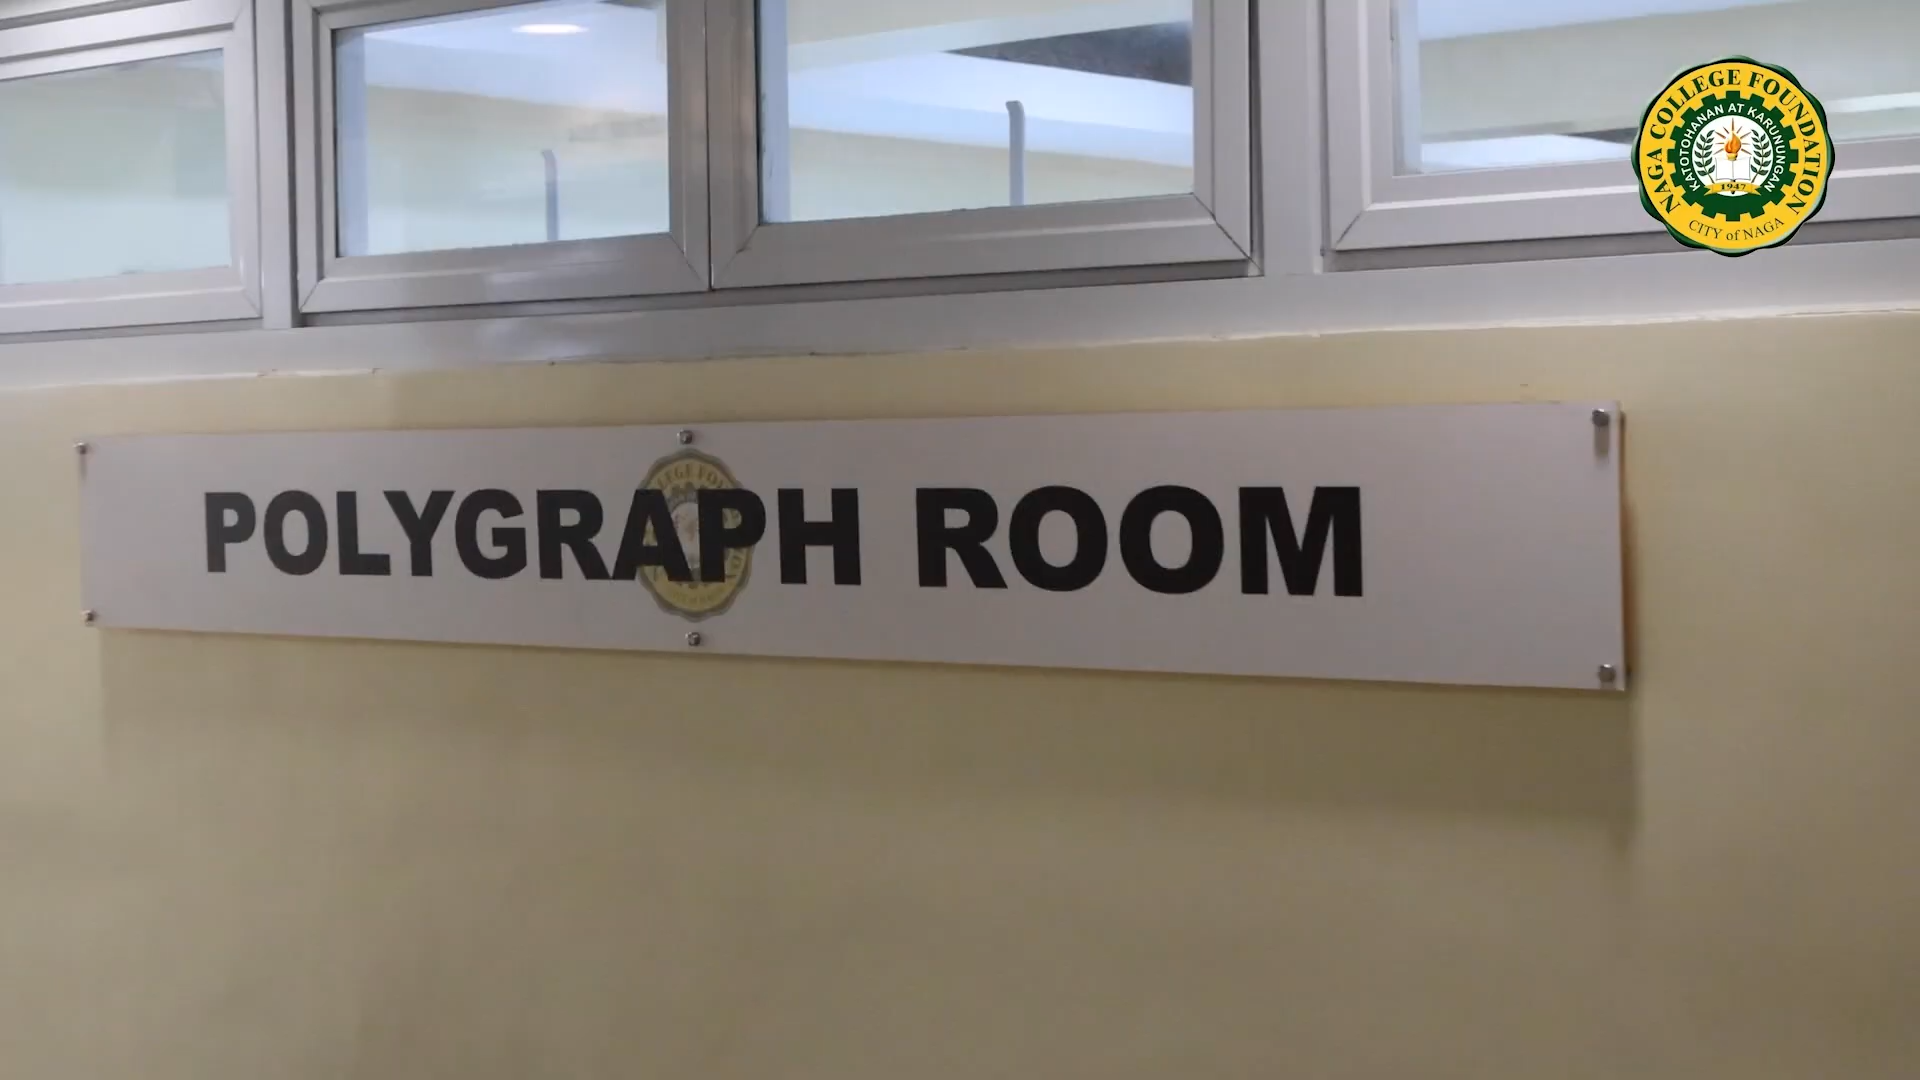 NAGA COLLEGE FOUNDATION
KATOTOHANAN AT KARUNUNGAN
1947
CITY of NAGA
POLYGRAPH ROOM